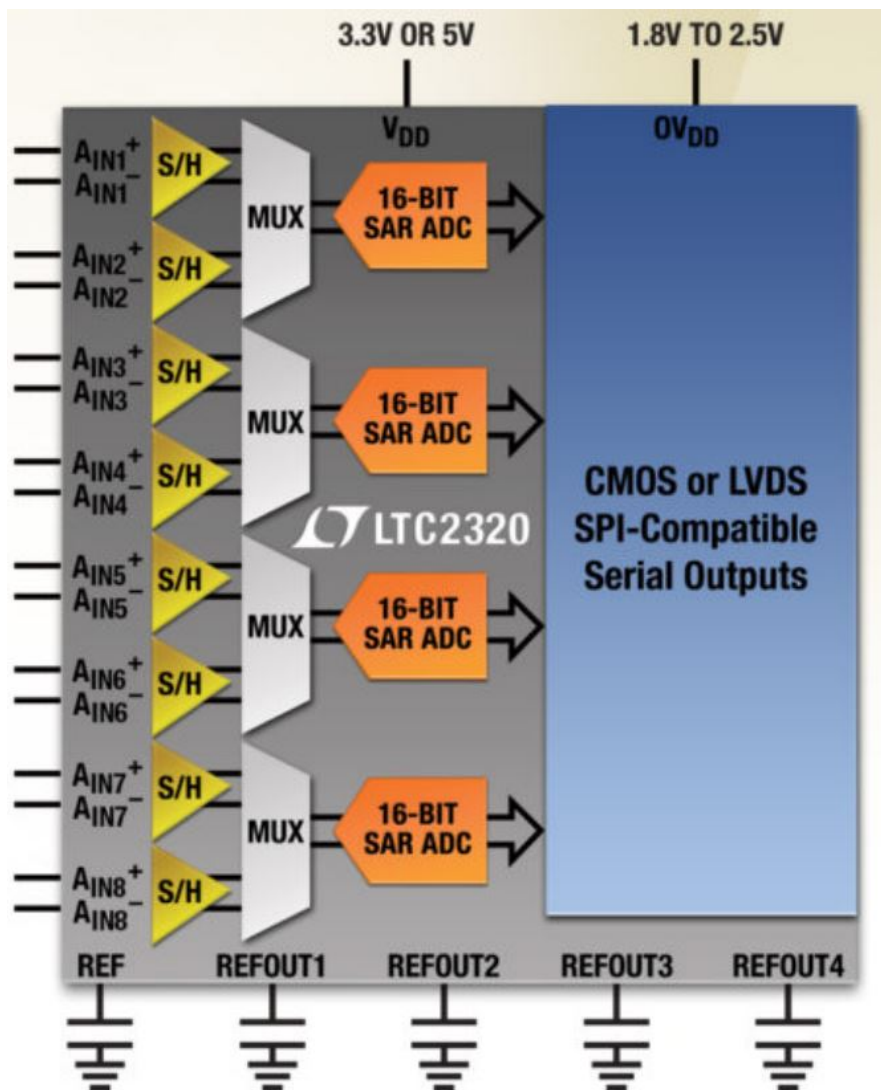 3.3V OR 5V
1.8V TO 2.5V
VDD
OVDD
AIN1+
AIN1−
S/H
AIN2+
AIN2−
S/H
MUX
16-BIT
SAR ADC
AIN3+
AIN3−
S/H
AIN4+
AIN4−
S/H
MUX
16-BIT
SAR ADC
LTC2320
AIN5+
AIN5−
S/H
AIN6+
AIN6−
S/H
MUX
16-BIT
SAR ADC
AIN7+
AIN7−
S/H
AIN8+
AIN8−
S/H
MUX
16-BIT
SAR ADC
CMOS or LVDS
SPI-Compatible
Serial Outputs
REF
REFOUT1
REFOUT2
REFOUT3
REFOUT4